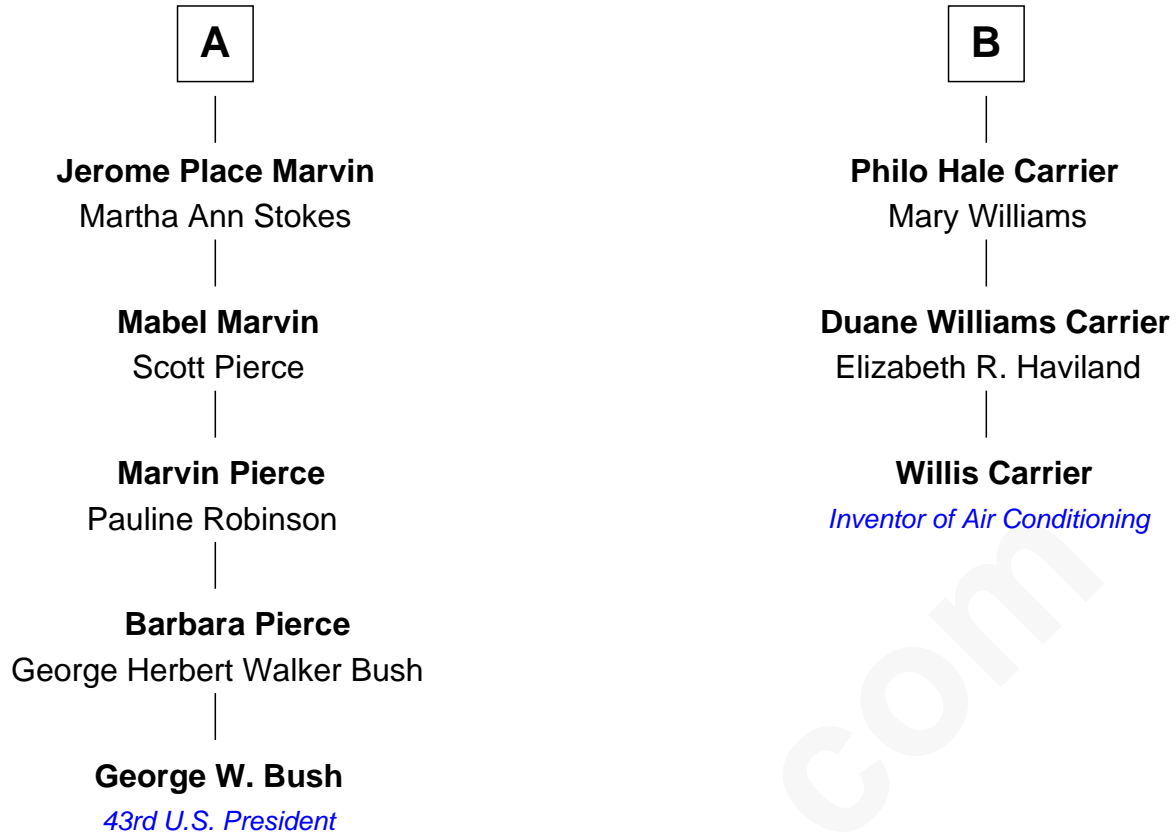 A
Jerome Place Marvin
Martha Ann Stokes
Mabel Marvin
Scott Pierce
Marvin Pierce
Pauline Robinson
Barbara Pierce
George Herbert Walker Bush
George W. Bush
43rd U.S. President
B
Philo Hale Carrier
Mary Williams
Duane Williams Carrier
Elizabeth R. Haviland
Willis Carrier
Inventor of Air Conditioning
com